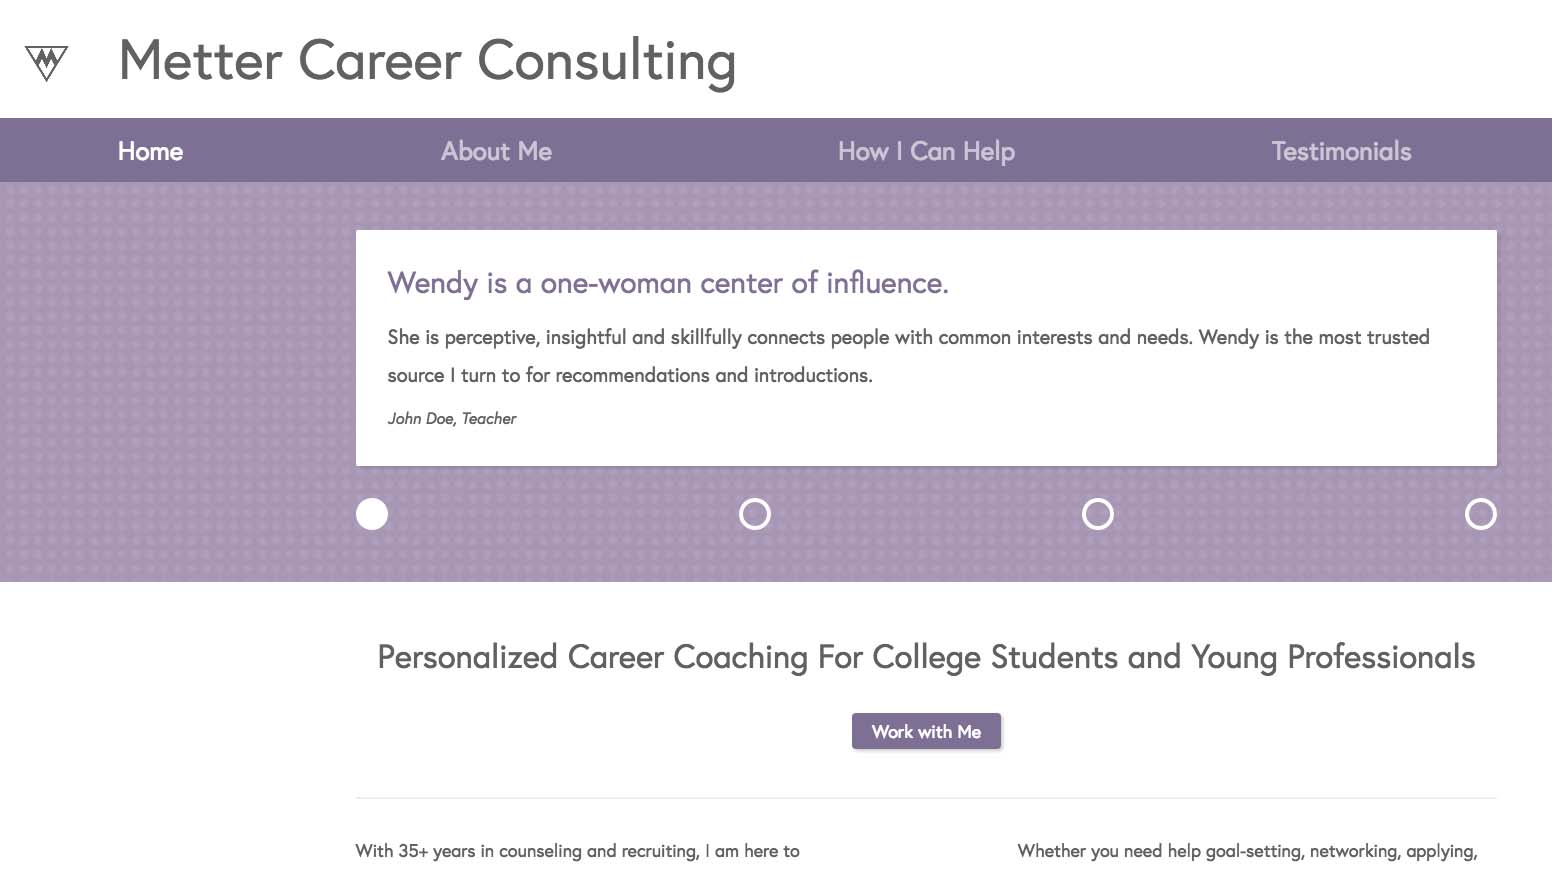 Metter Career Consulting
Home About Me How I Can Help Testimonials
Wendy is a one-woman center of influence.
She is perceptive, insightful and skillfully connects people with common interests and needs. Wendy is the most trusted
source I turn to for recommendations and introductions.
John Doe, Teacher
Personalized Career Coaching For College Students and Young Professionals
Work with Me
With 35+ years in counseling and recruiting, I am here to
Whether you need help goal-setting, networking, applying,